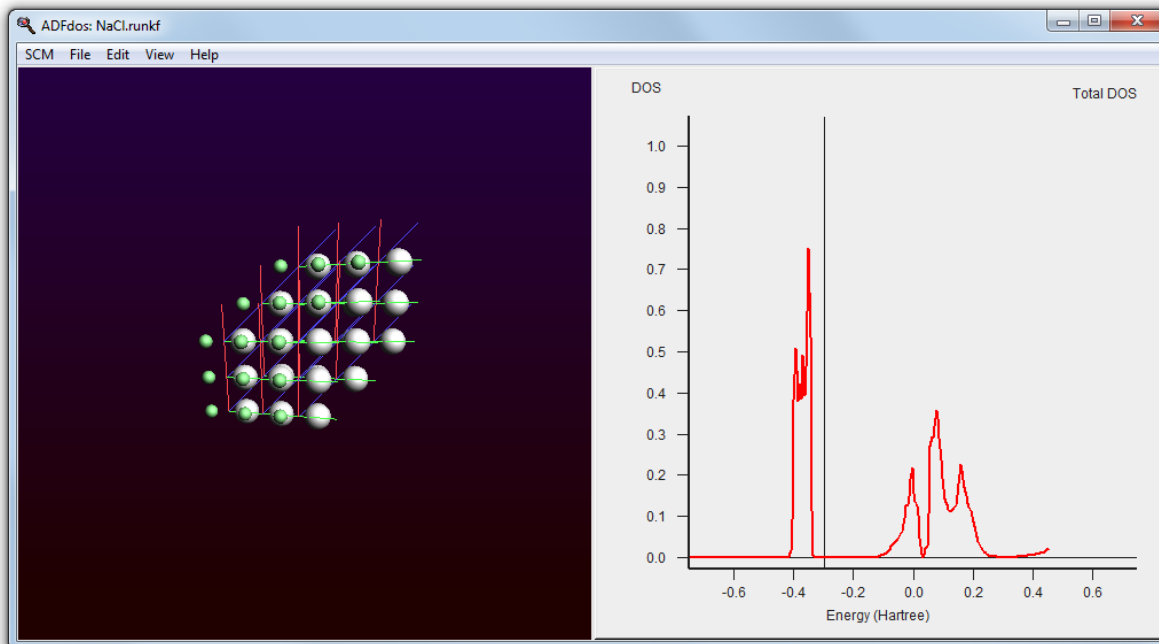 ADFdos: NaCl.runkf
SCM File Edit View Help
DOS
Total DOS
1.0
0.9
0.8
0.7
0.6
0.5
0.4
0.3
0.2
0.1
0.0
-0.6 -0.4 -0.2 0.0 0.2 0.4 0.6
Energy (Hartree)